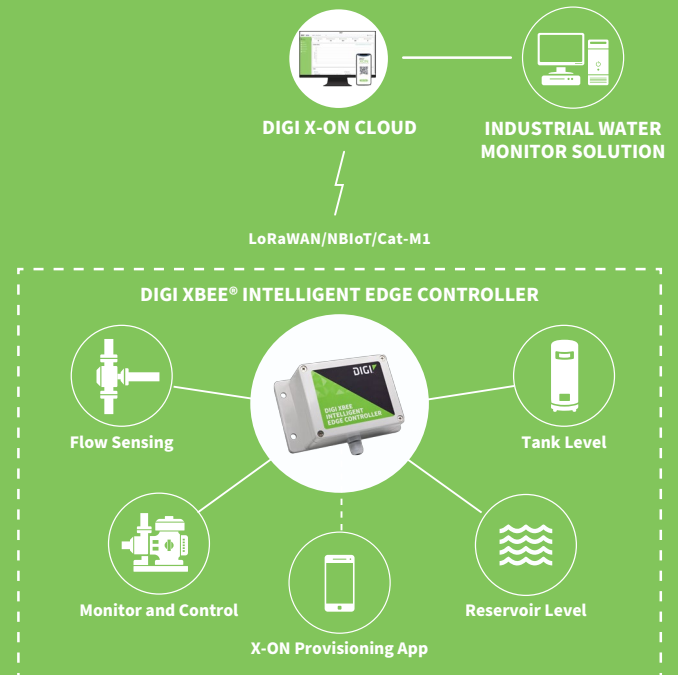 DIGI X-ON CLOUD
INDUSTRIAL WATER
MONITOR SOLUTION
LoRaWAN/NBIoT/Cat-M1
DIGI XBEE® INTELLIGENT EDGE CONTROLLER
DIGI
DIGI XBEE
INTELLIGENT
EDGE CONTROLLER
Flow Sensing
Tank Level
Monitor and Control
Reservoir Level
X-ON Provisioning App